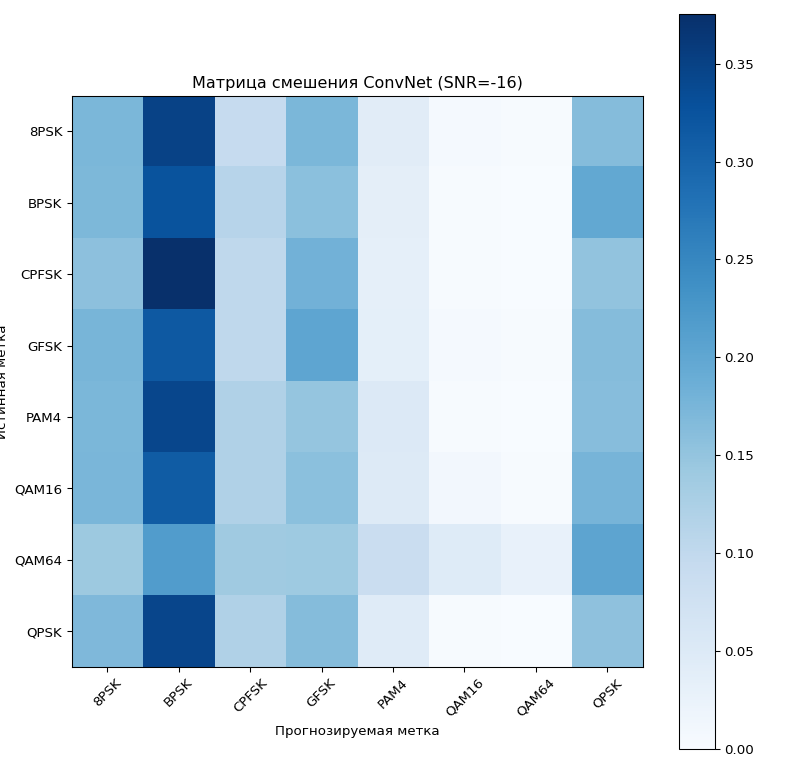 Матрица смешения ConvNet (SNR=-16)
8PSK
BPSK
CPFSK
GFSK
PAM4
QAM16
QAM64
QPSK
8PSK BPSK CPFSK GFSK PAM4 QAM16 QAM64 QPSK
Прогнозируемая метка
0.35
0.30
0.25
0.20
0.15
0.10
0.05
0.00